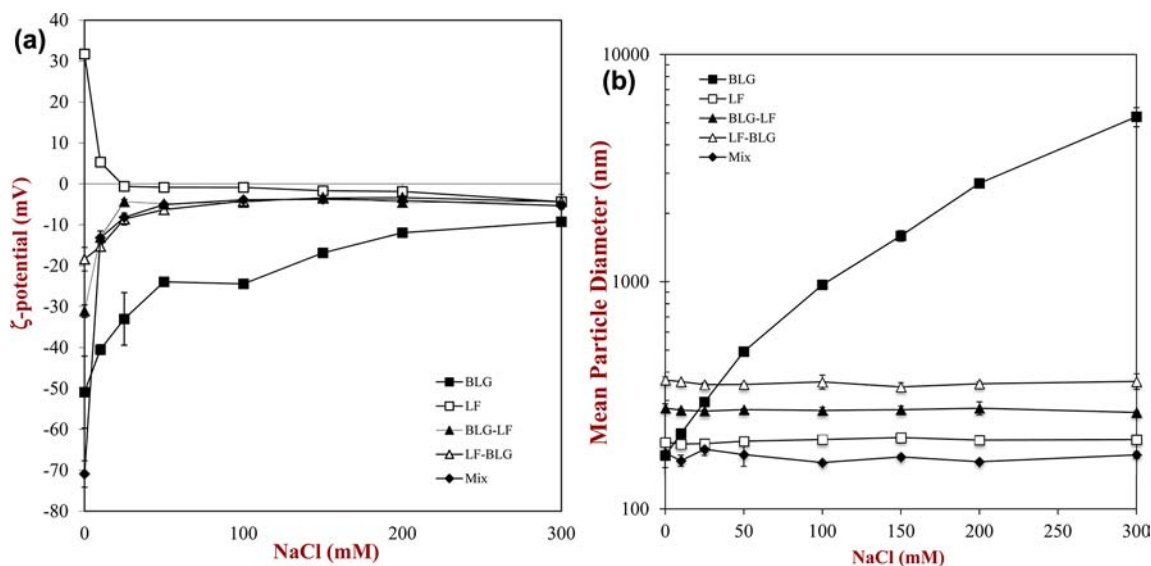 (a)
40
30
20
10
0
-10
-20
-30
-40
-50
-60
-70
-80
ζ-potential (mV)
BLG
LF
BLG-LF
LF-BLG
Mix
0
100
200
300
NaCl (mM)
(b)
10000
1000
100
Mean Particle Diameter (nm)
BLG
LF
BLG-LF
LF-BLG
Mix
0
50
100
150
200
250
300
NaCl (mM)